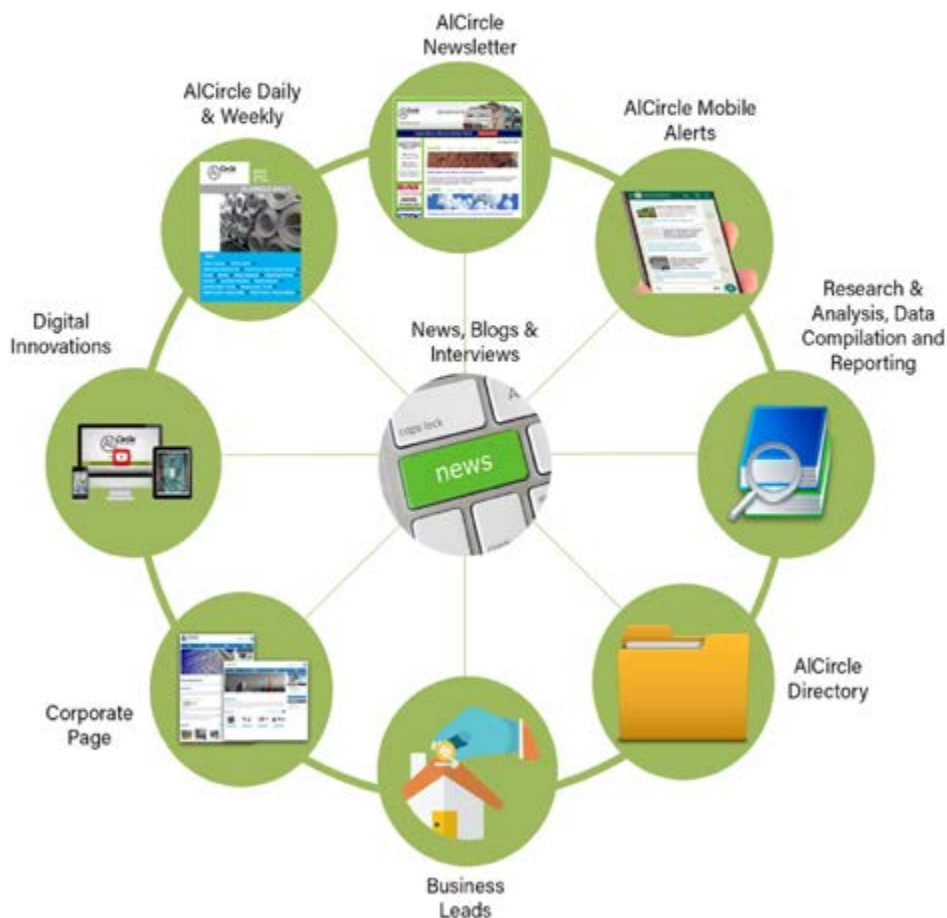 AlCircle
Newsletter
AlCircle Daily
& Weekly
AlCircle Mobile
Alerts
Digital
Innovations
News, Blogs &
Interviews
Research &
Analysis, Data
Compilation and
Reporting
caps lock
A
news
Circle
Corporate
Page
AlCircle
Directory
Business
Leads